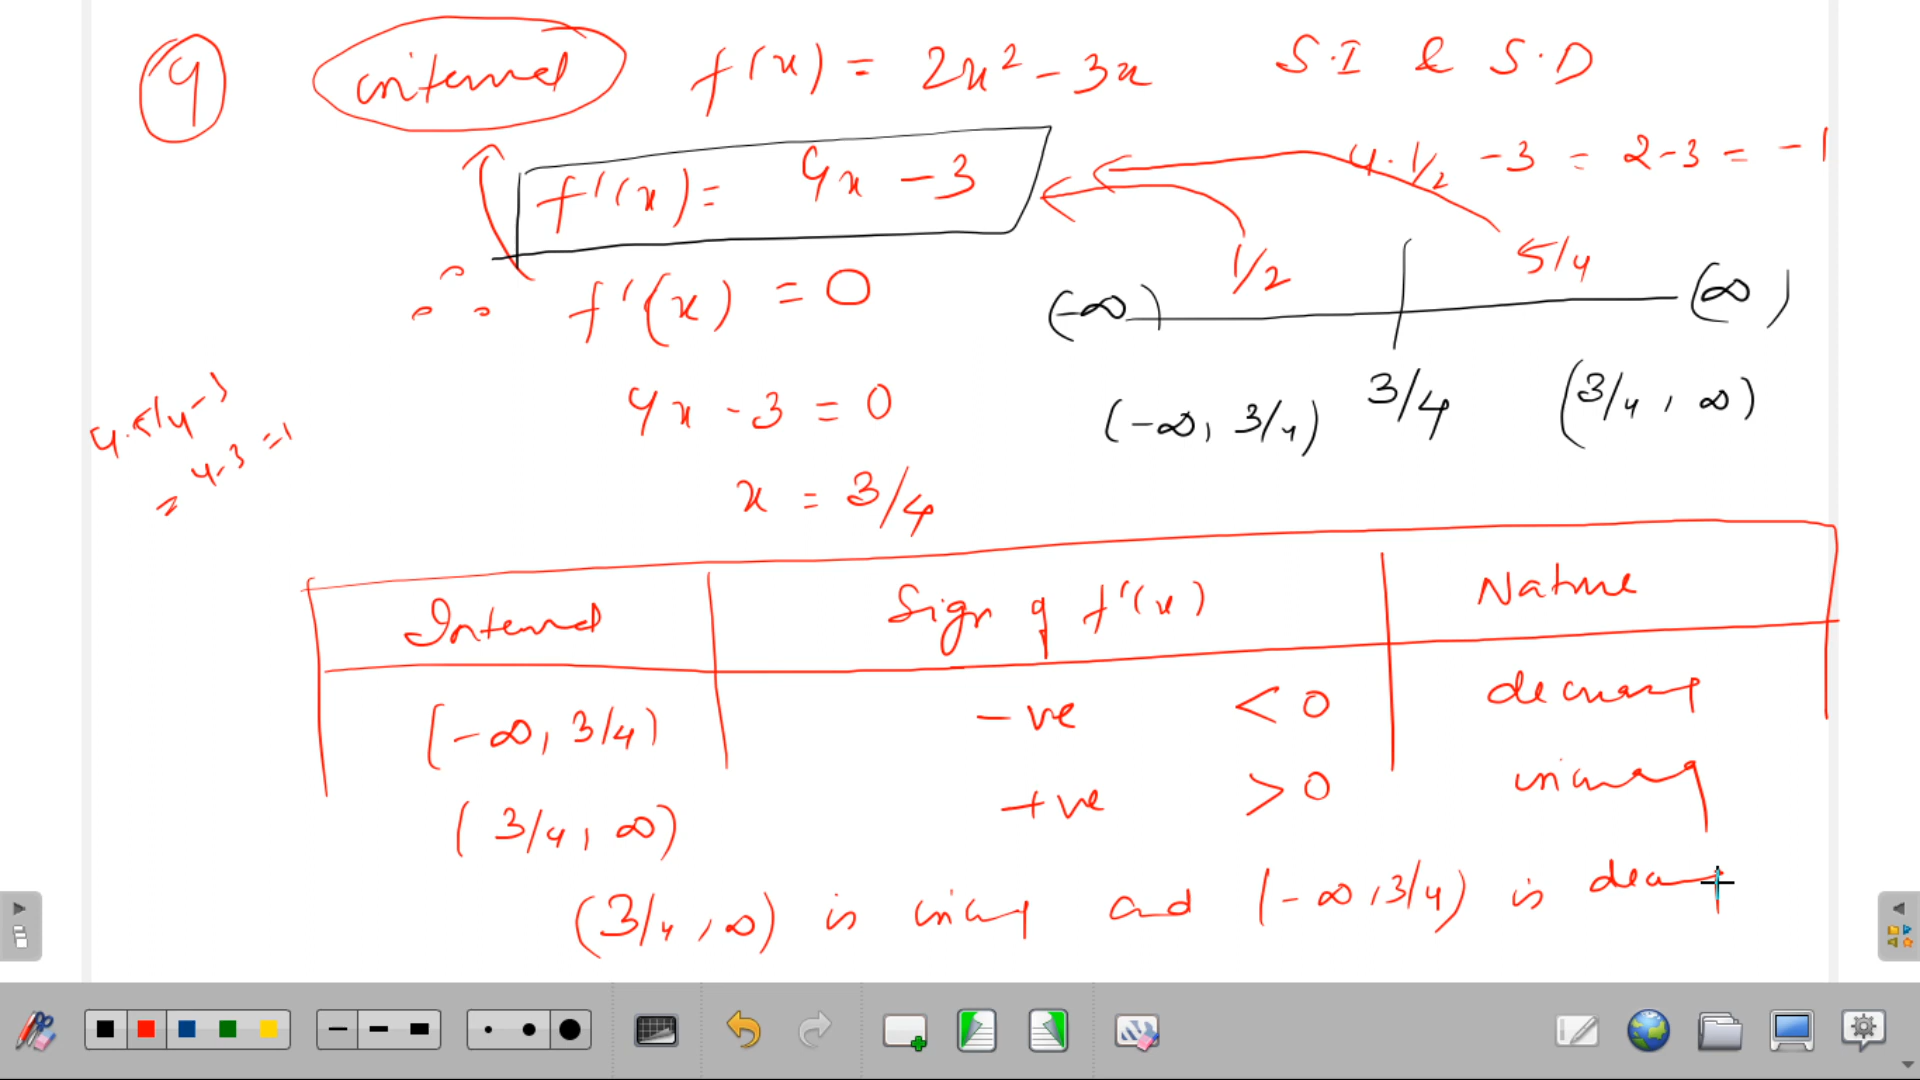 9 interval f(x) = 2x² - 3x S.I & S.D
f'(x) = 4x - 3
4·1/2 - 3 = 2-3 = -1
∴ f'(x) = 0
1/2 5/4
(-∞) (∞)
4x - 3 = 0
(-∞, 3/4) 3/4 (3/4, ∞)
4·5/4-3
= 4-3 = 1
x = 3/4
Interval Sign of f'(x) Nature
(-∞, 3/4) -ve < 0 decreasing
(3/4, ∞) +ve > 0 increasing
(3/4, ∞) is increasing and (-∞, 3/4) is